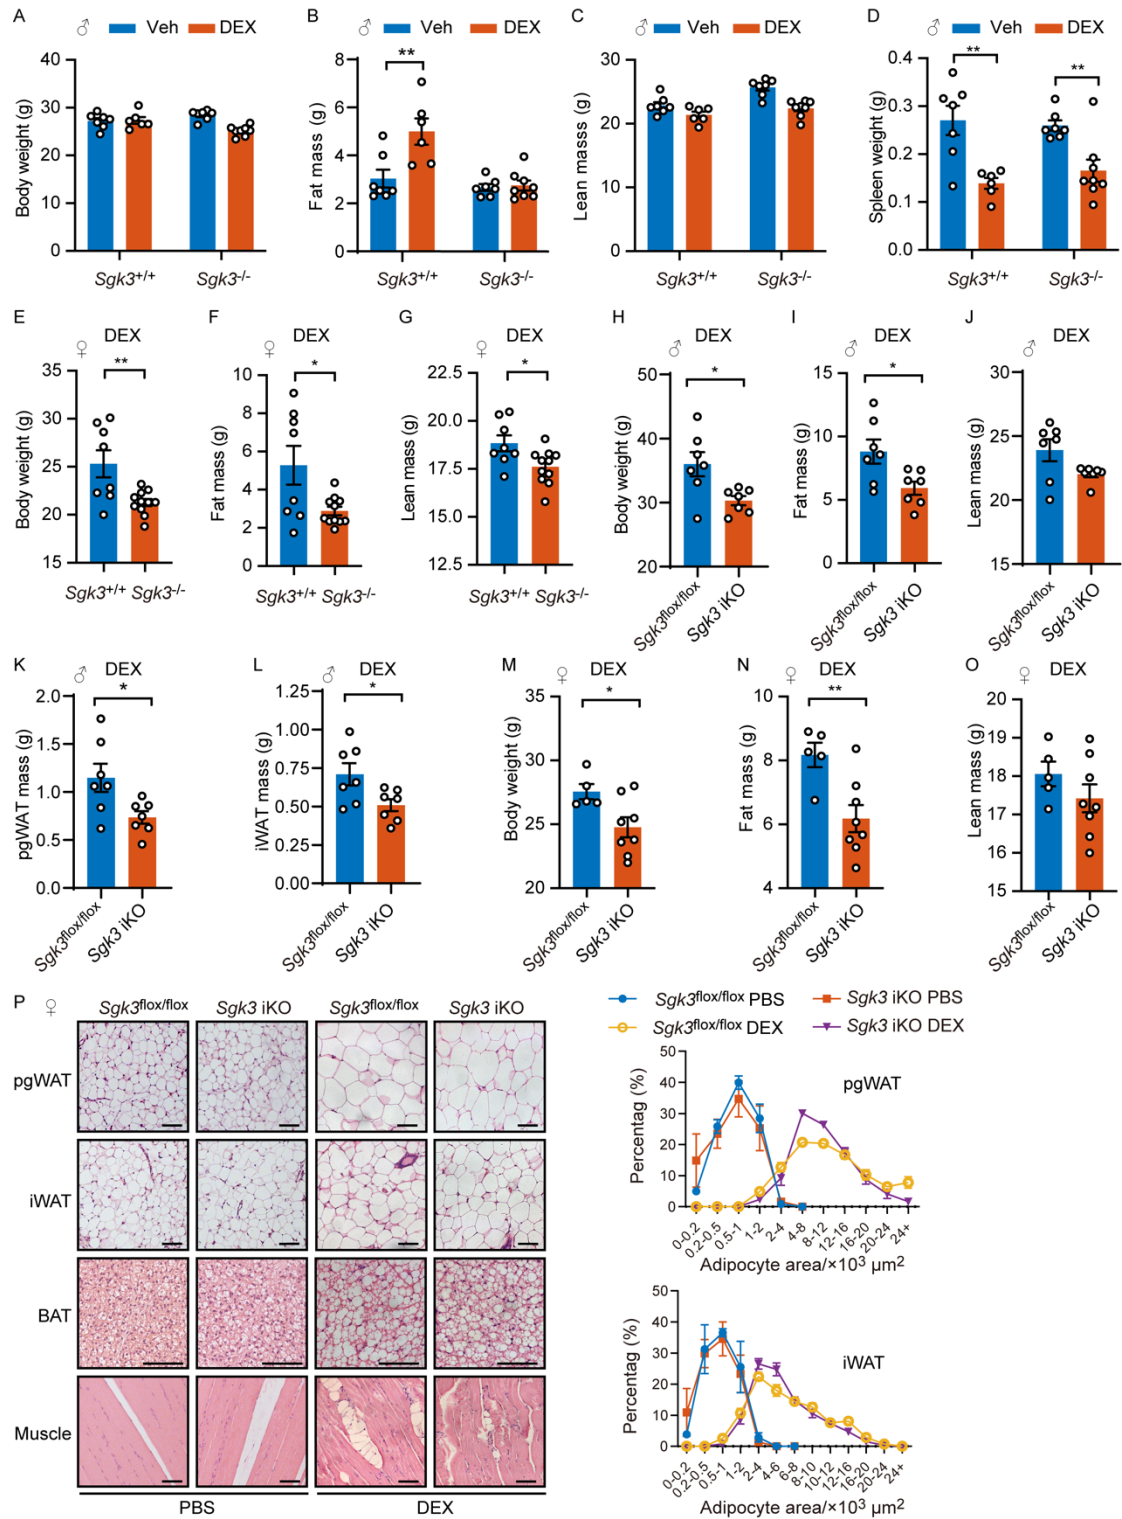 A ♂ Veh DEX
Body weight (g)
40
30
20
10
0
Sgk3+/+ Sgk3-/-
B ♂ Veh DEX
Fat mass (g)
8
6
4
2
0
**
Sgk3+/+ Sgk3-/-
C ♂ Veh DEX
Lean masss (g)
30
20
10
0
Sgk3+/+ Sgk3-/-
D ♂ Veh DEX
Spleen weight (g)
0.4
0.3
0.2
0.1
0.0
** **
Sgk3+/+ Sgk3-/-
E ♀ DEX
Body weight (g)
35
30
25
20
15
**
Sgk3+/+ Sgk3-/-
F ♀ DEX
Fat mass (g)
10
8
6
4
2
0
*
Sgk3+/+ Sgk3-/-
G ♀ DEX
Lean mass (g)
22.5
20.0
17.5
15.0
12.5
*
Sgk3+/+ Sgk3-/-
H ♂ DEX
Body weight (g)
50
40
30
20
*
Sgk3flox/flox
Sgk3 iKO
I ♂ DEX
Fat mass (g)
15
10
5
0
*
Sgk3flox/flox
Sgk3 iKO
J ♂ DEX
Lean mass (g)
30
25
20
15
Sgk3flox/flox
Sgk3 iKO
K ♂ DEX
pgWAT mass (g)
2.0
1.5
1.0
0.5
0.0
*
Sgk3flox/flox
Sgk3 iKO
L ♂ DEX
iWAT mass (g)
1.25
1.00
0.75
0.50
0.25
0.00
*
Sgk3flox/flox
Sgk3 iKO
M ♀ DEX
Body weight (g)
35
30
25
20
*
Sgk3flox/flox
Sgk3 iKO
N ♀ DEX
Fat mass (g)
10
8
6
4
**
Sgk3flox/flox
Sgk3 iKO
O ♀ DEX
Lean mass (g)
20
19
18
17
16
15
Sgk3flox/flox
Sgk3 iKO
P ♀ Sgk3flox/flox Sgk3 iKO Sgk3flox/flox Sgk3 iKO
pgWAT
iWAT
BAT
Muscle
PBS DEX
Sgk3flox/flox PBS Sgk3 iKO PBS
Sgk3flox/flox DEX Sgk3 iKO DEX
pgWAT
Percentag (%)
50
40
30
20
10
0
0-0.2 0.2-0.5 0.5-1 1-2 2-4 4-8 8-12 12-16 16-20 20-24 24+
Adipocyte area/×10³ µm²
iWAT
Percentag (%)
50
40
30
20
10
0
0-0.2 0.2-0.5 0.5-1 1-2 2-4 4-6 6-8 8-10 10-12 12-16 16-20 20-24 24+
Adipocyte area/×10³ µm²